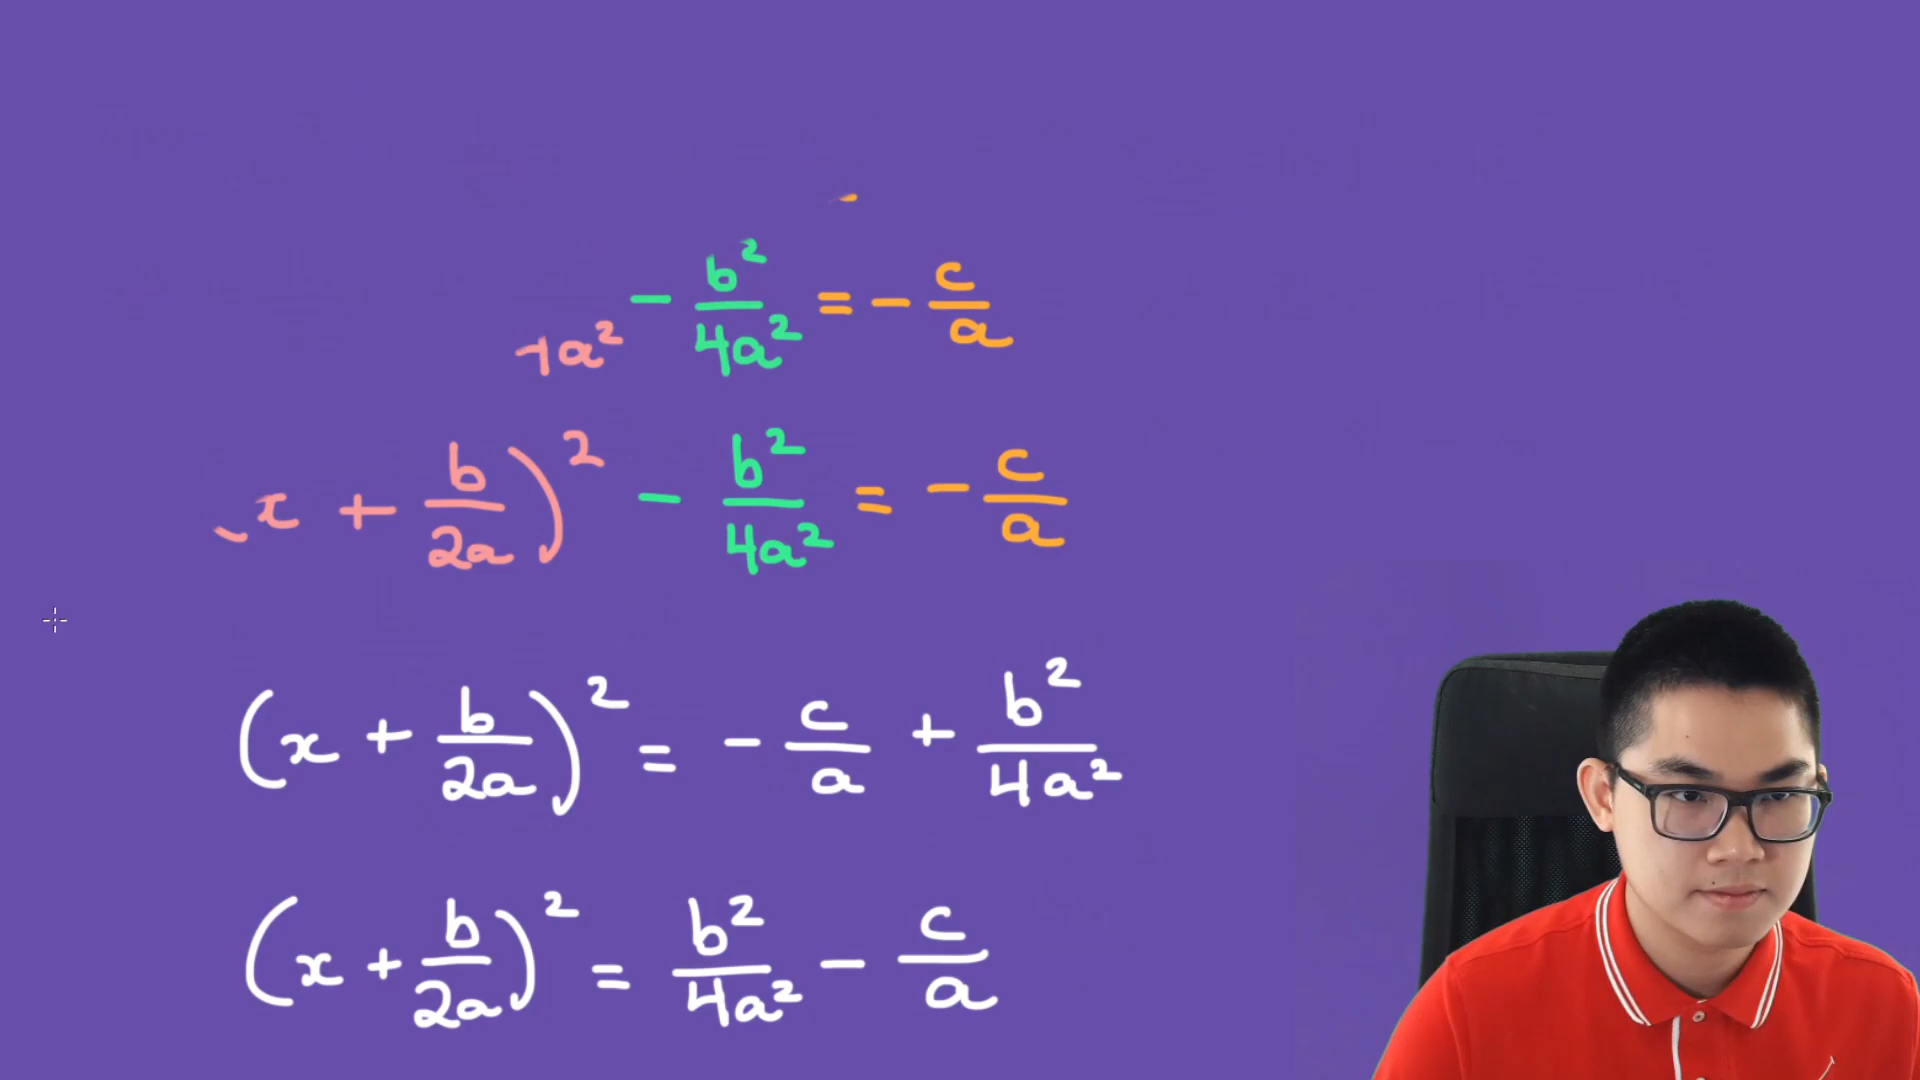 4a² - b²/4a² = - c/a
x + b/2a)² - b²/4a² = - c/a
(x + b/2a)² = - c/a + b²/4a²
(x + b/2a)² = b²/4a² - c/a